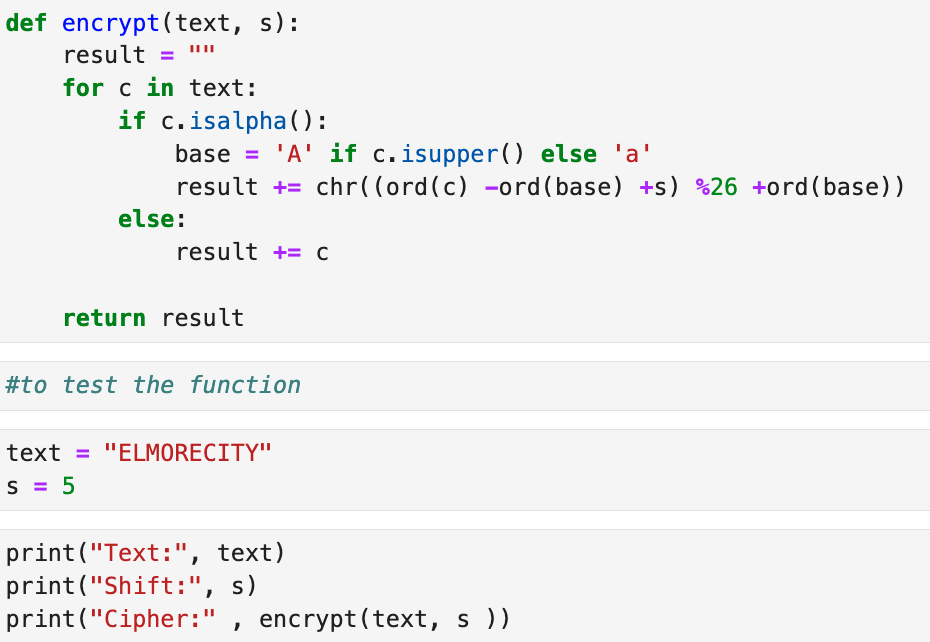 def encrypt(text, s):
    result = ""
    for c in text:
        if c.isalpha():
            base = 'A' if c.isupper() else 'a'
            result += chr((ord(c) -ord(base) +s) %26 +ord(base))
        else:
            result += c
    return result
#to test the function
text = "ELMORECITY"
s = 5
print("Text:", text)
print("Shift:", s)
print("Cipher:" , encrypt(text, s ))